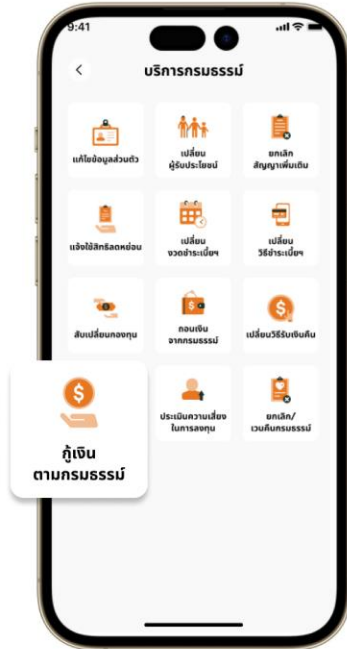 9:41
บริการกรมธรรม์
แก้ไขข้อมูลส่วนตัว
เปลี่ยน
ผู้รับประโยชน์
ยกเลิก
สัญญาเพิ่มเติม
แจ้งใช้สิทธิลดหย่อน
เปลี่ยน
งวดชำระเบี้ยฯ
เปลี่ยน
วิธีชำระเบี้ยฯ
สับเปลี่ยนกองทุน
ถอนเงิน
จากกรมธรรม์
เปลี่ยนวิธีรับเงินคืน
กู้เงิน
ตามกรมธรรม์
ประเมินความเสี่ยง
ในการลงทุน
ยกเลิก/
เวนคืนกรมธรรม์